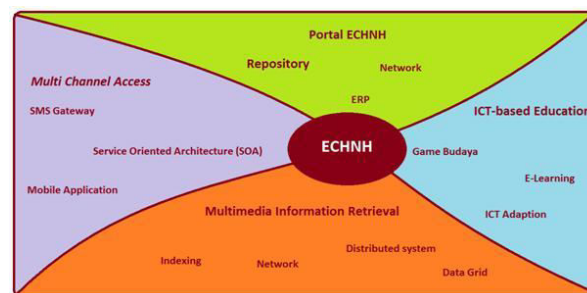 Portal ECHNH
Repository
Network
ERP
Multi Channel Access
SMS Gateway
Service Oriented Architecture (SOA)
Mobile Application
ECHNH
ICT-based Education
Game Budaya
E-Learning
ICT Adaption
Multimedia Information Retrieval
Distributed system
Indexing
Network
Data Grid